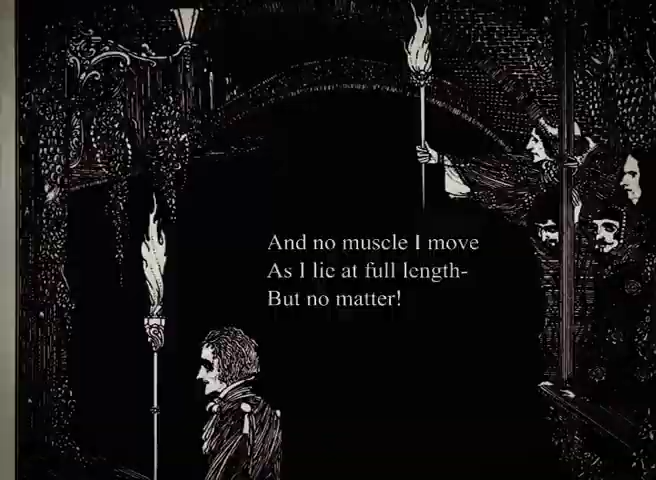 And no muscle I move
As I lie at full length-
But no matter!